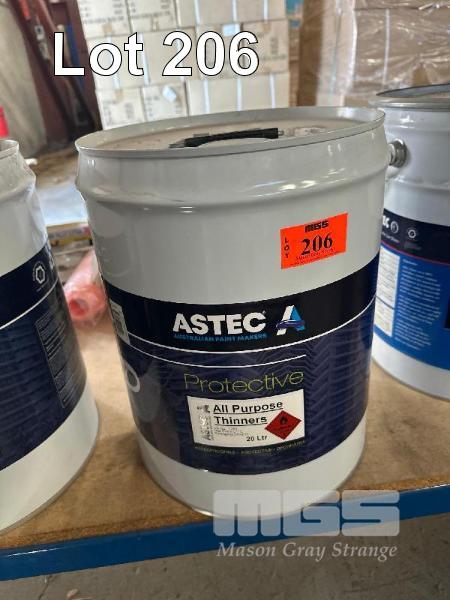 Lot 206
MGS
LOT
206
ASTEC
AUSTRALIAN PAINT MAKERS
Protective
All Purpose
Thinners
20 Ltr
MGS
Mason Gray Strange